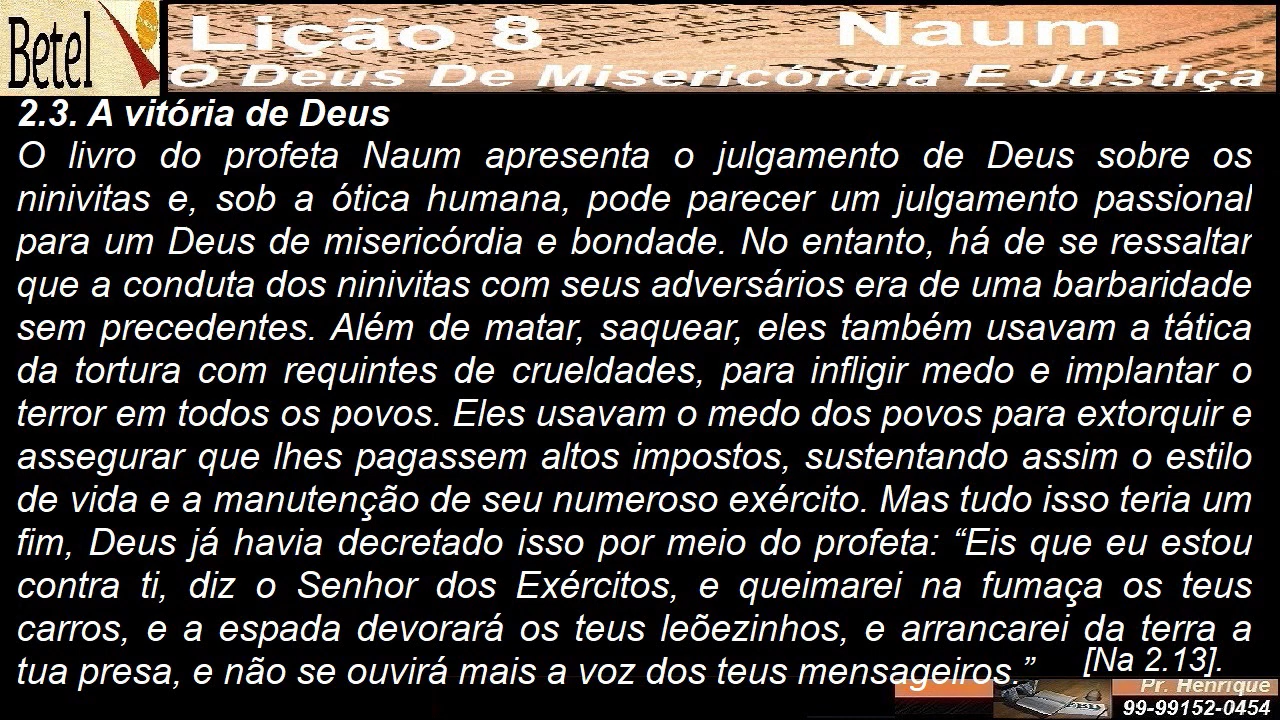 Betel
Lição 8 Naum
O Deus De Misericórdia E Justiça
2.3. A vitória de Deus
O livro do profeta Naum apresenta o julgamento de Deus sobre os
ninivitas e, sob a ótica humana, pode parecer um julgamento passional
para um Deus de misericórdia e bondade. No entanto, há de se ressaltar
que a conduta dos ninivitas com seus adversários era de uma barbaridade
sem precedentes. Além de matar, saquear, eles também usavam a tática
da tortura com requintes de crueldades, para infligir medo e implantar o
terror em todos os povos. Eles usavam o medo dos povos para extorquir e
assegurar que lhes pagassem altos impostos, sustentando assim o estilo
de vida e a manutenção de seu numeroso exército. Mas tudo isso teria um
fim, Deus já havia decretado isso por meio do profeta: “Eis que eu estou
contra ti, diz o Senhor dos Exércitos, e queimarei na fumaça os teus
carros, e a espada devorará os teus leõezinhos, e arrancarei da terra a
tua presa, e não se ouvirá mais a voz dos teus mensageiros.” [Na 2.13].
Pr. Henrique
99-99152-0454